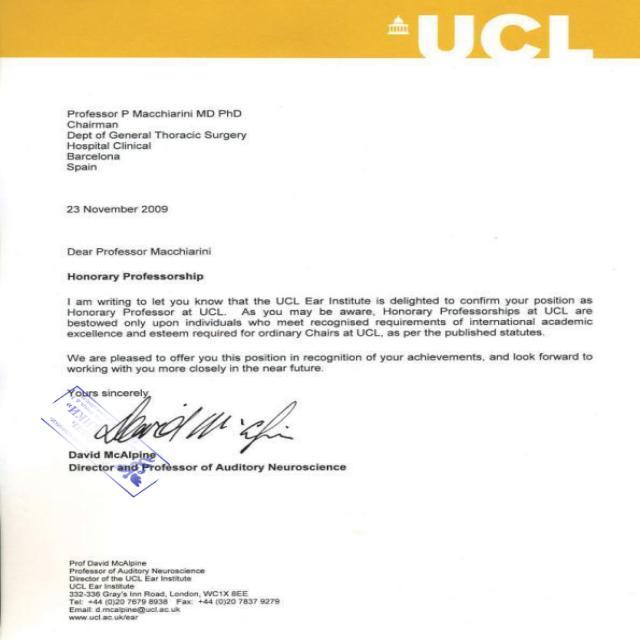 UCL
Professor P Macchiarini MD PhD
Chairman
Dept of General Thoracic Surgery
Hospital Clinical
Barcelona
Spain
23 November 2009
Dear Professor Macchiarini
Honorary Professorship
I am writing to let you know that the UCL Ear Institute is delighted to confirm your position as
Honorary Professor at UCL. As you may be aware, Honorary Professorships at UCL are
bestowed only upon individuals who meet recognised requirements of international academic
excellence and esteem required for ordinary Chairs at UCL, as per the published statutes.
We are pleased to offer you this position in recognition of your achievements, and look forward to
working with you more closely in the near future.
Yours sincerely
David McAlpine
David McAlpine
Director and Professor of Auditory Neuroscience
Prof David McAlpine
Professor of Auditory Neuroscience
Director of the UCL Ear Institute
UCL Ear Institute
332-336 Gray's Inn Road, London, WC1X 8EE
Tel: +44 (0)20 7679 8938 Fax: +44 (0)20 7837 9279
Email: d.mcalpine@ucl.ac.uk
www.ucl.ac.uk/ear